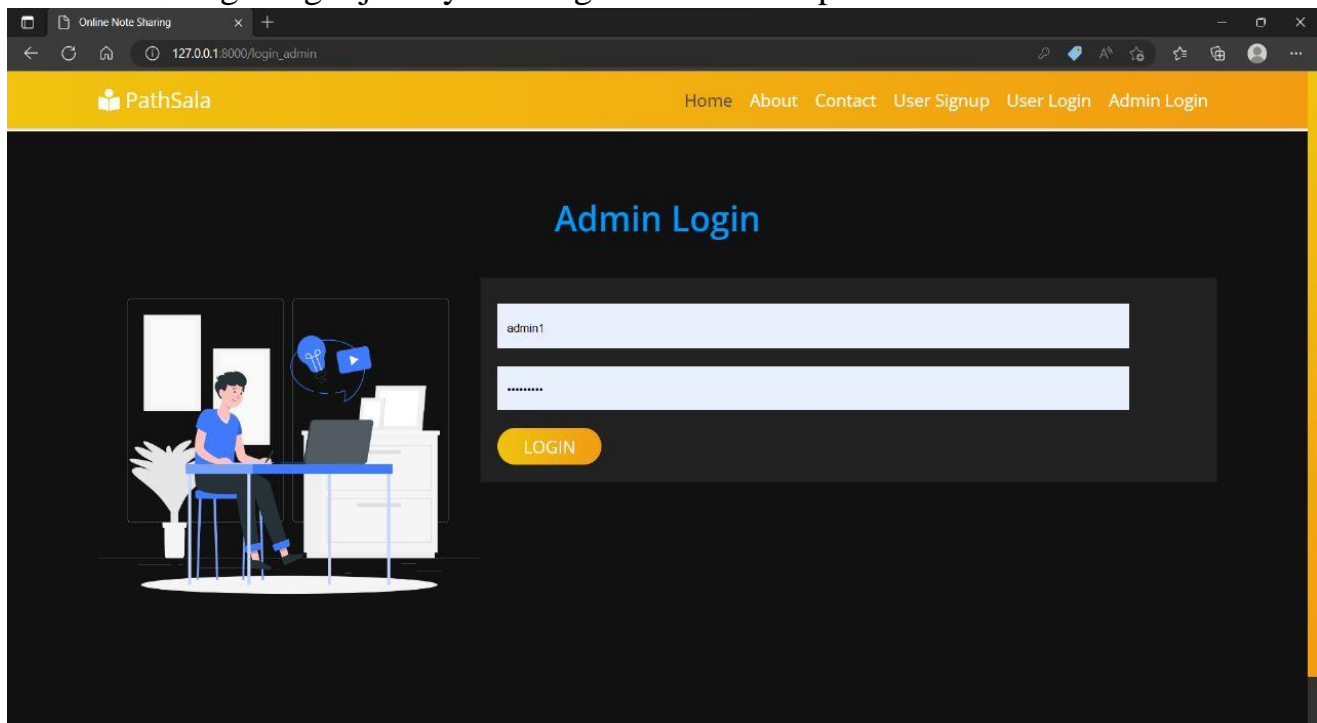 Online Note Sharing
127.0.0.1:8000/login_admin
PathSala Home About Contact User Signup User Login Admin Login
Admin Login
admin1
•••••••••
LOGIN